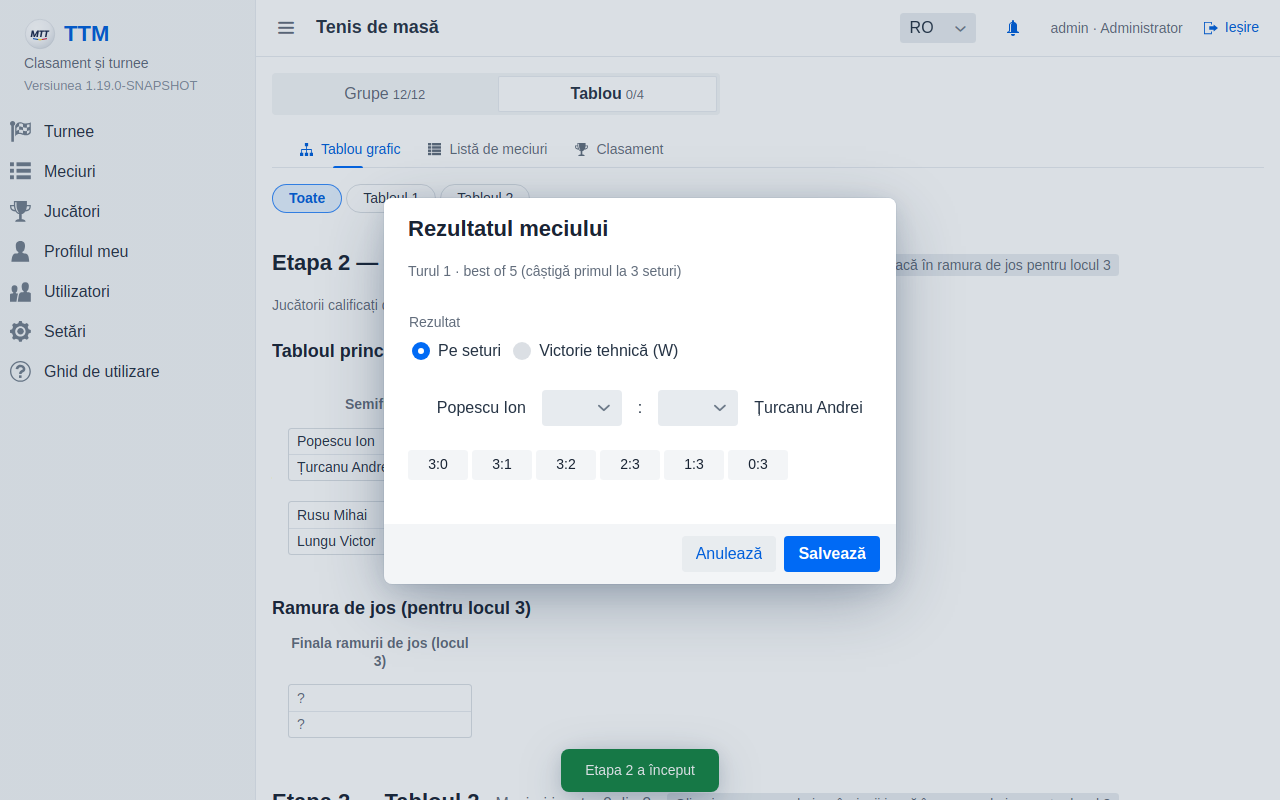 MTT TTM
Clasament și turnee
Versiunea 1.19.0-SNAPSHOT
Turnee
Meciuri
Jucători
Profilul meu
Utilizatori
Setări
Ghid de utilizare
Tenis de masă
RO
admin · Administrator
Ieșire
Grupe 12/12
Tablou 0/4
Tablou grafic
Listă de meciuri
Clasament
Toate
Tabloul 1
Tabloul 2
Etapa 2 —
acă în ramura de jos pentru locul 3
Jucătorii calificați
Tabloul princ
Semif
Popescu Ion
Țurcanu Andre
Rusu Mihai
Lungu Victor
Rezultatul meciului
Turul 1 · best of 5 (câștigă primul la 3 seturi)
Rezultat
Pe seturi
Victorie tehnică (W)
Popescu Ion : Țurcanu Andrei
3:0 3:1 3:2 2:3 1:3 0:3
Anulează
Salvează
Ramura de jos (pentru locul 3)
Finala ramurii de jos (locul
3)
?
?
Etapa 2 a început
Etapa 2 — Tabloul 2